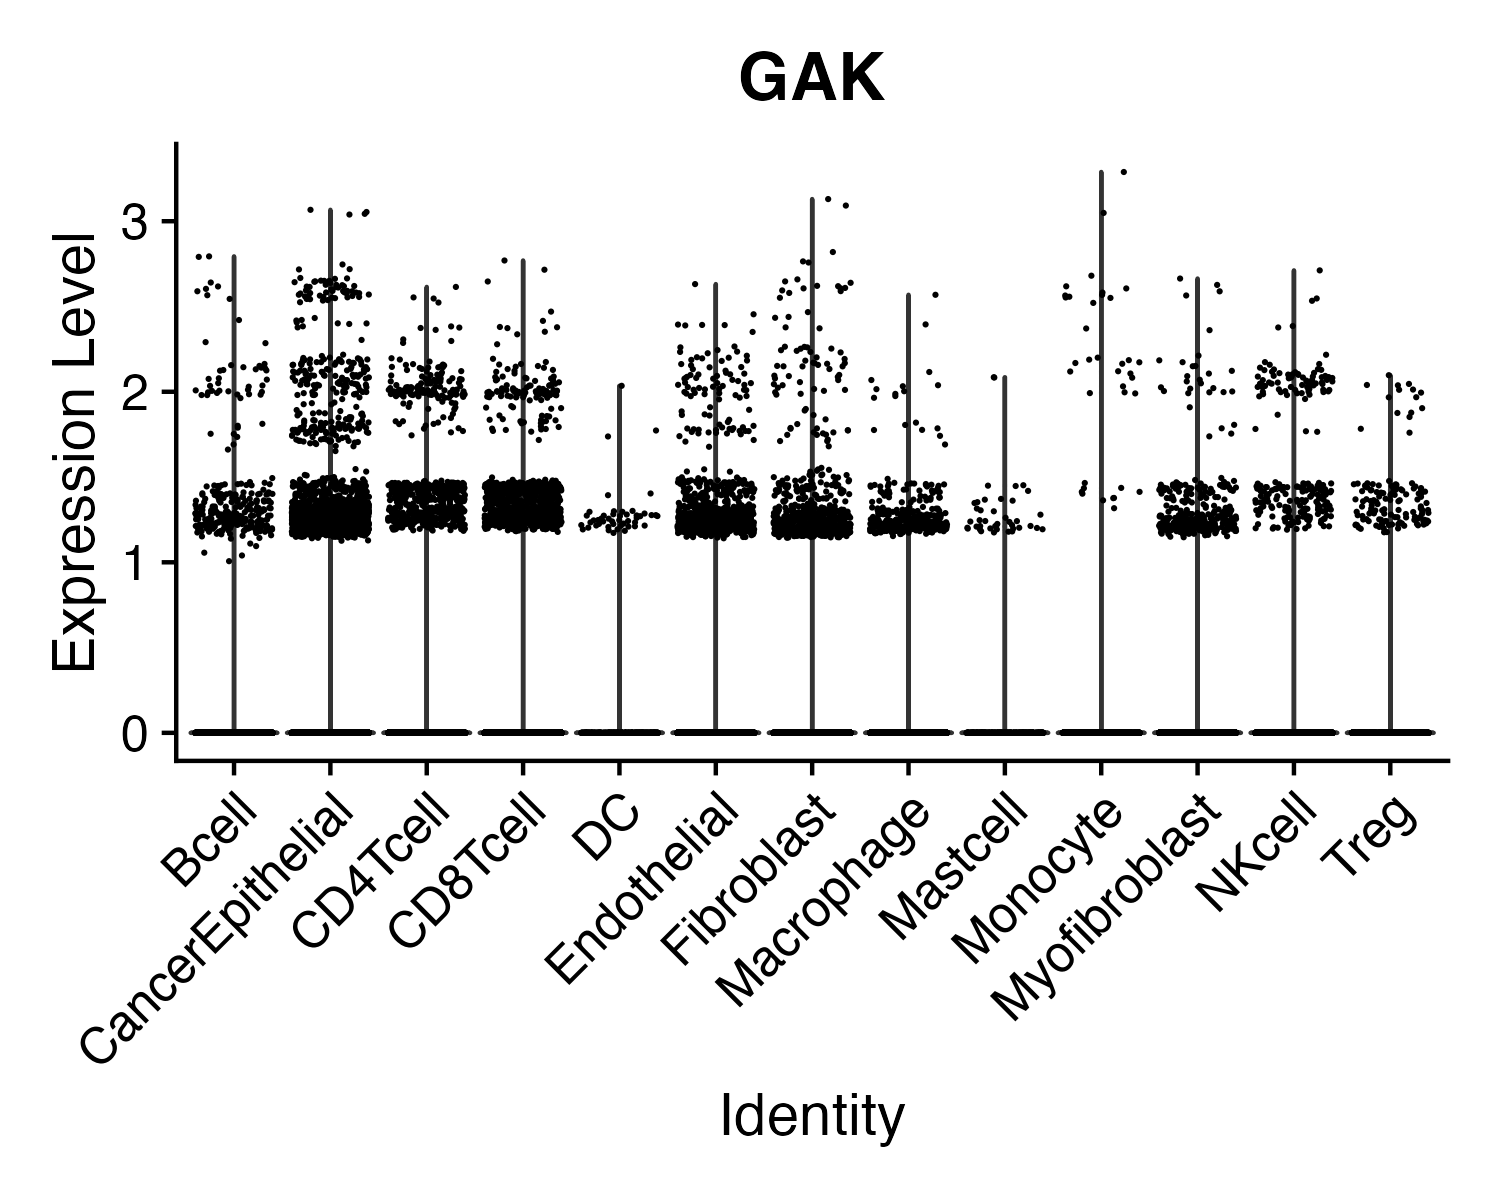 GAK
Expression Level
3
2
1
0
Bcell
CancerEpithelial
CD4Tcell
CD8Tcell
DC
Endothelial
Fibroblast
Macrophage
Mastcell
Monocyte
Myofibroblast
NKcell
Treg
Identity